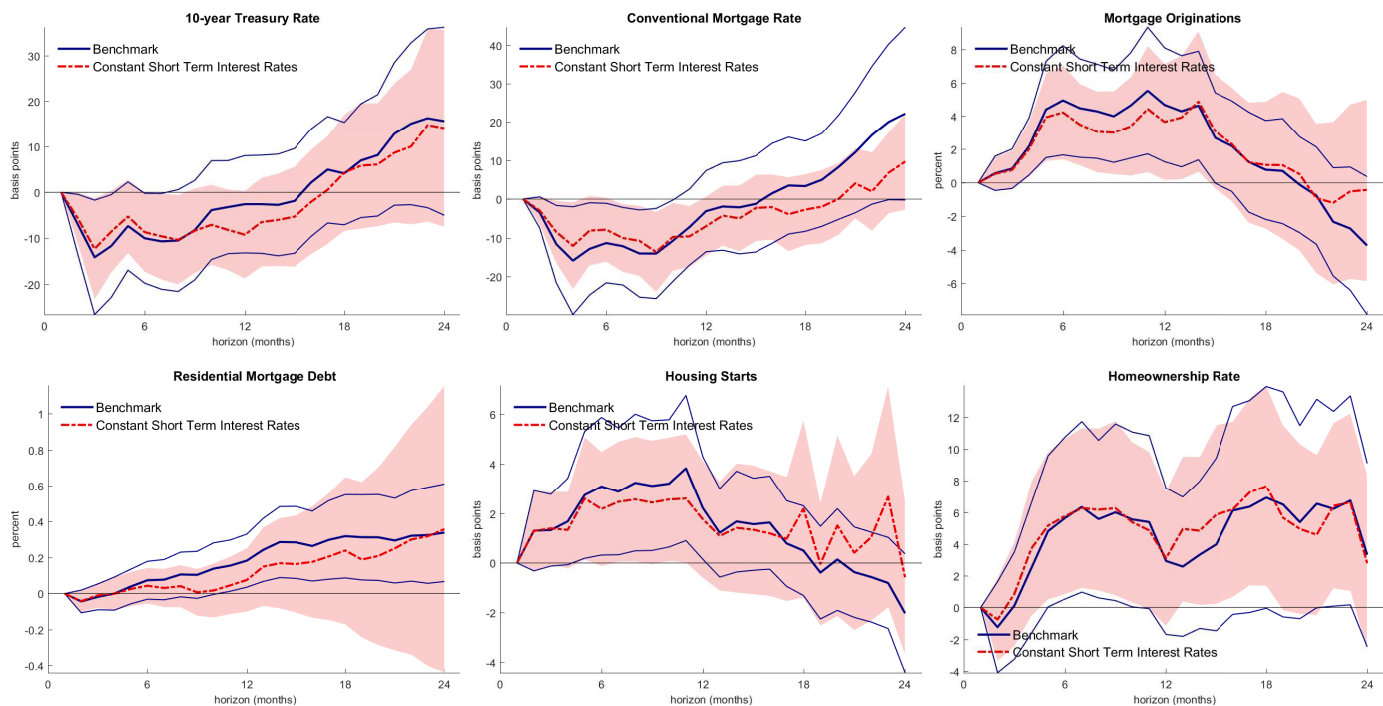 10-year Treasury Rate
Benchmark
Constant Short Term Interest Rates
30
20
10
0
-10
-20
basis points
0
6
12
18
24
horizon (months)
Conventional Mortgage Rate
Benchmark
Constant Short Term Interest Rates
40
30
20
10
0
-10
-20
basis points
0
6
12
18
24
horizon (months)
Mortgage Originations
Benchmark
Constant Short Term Interest Rates
8
6
4
2
0
-2
-4
-6
percent
0
6
12
18
24
horizon (months)
Residential Mortgage Debt
Benchmark
Constant Short Term Interest Rates
1
0.8
0.6
0.4
0.2
0
-0.2
-0.4
percent
0
6
12
18
24
horizon (months)
Housing Starts
Benchmark
Constant Short Term Interest Rates
6
4
2
0
-2
-4
basis points
0
6
12
18
24
horizon (months)
Homeownership Rate
12
10
8
6
4
2
0
-2
-4
basis points
Benchmark
Constant Short Term Interest Rates
0
6
12
18
24
horizon (months)